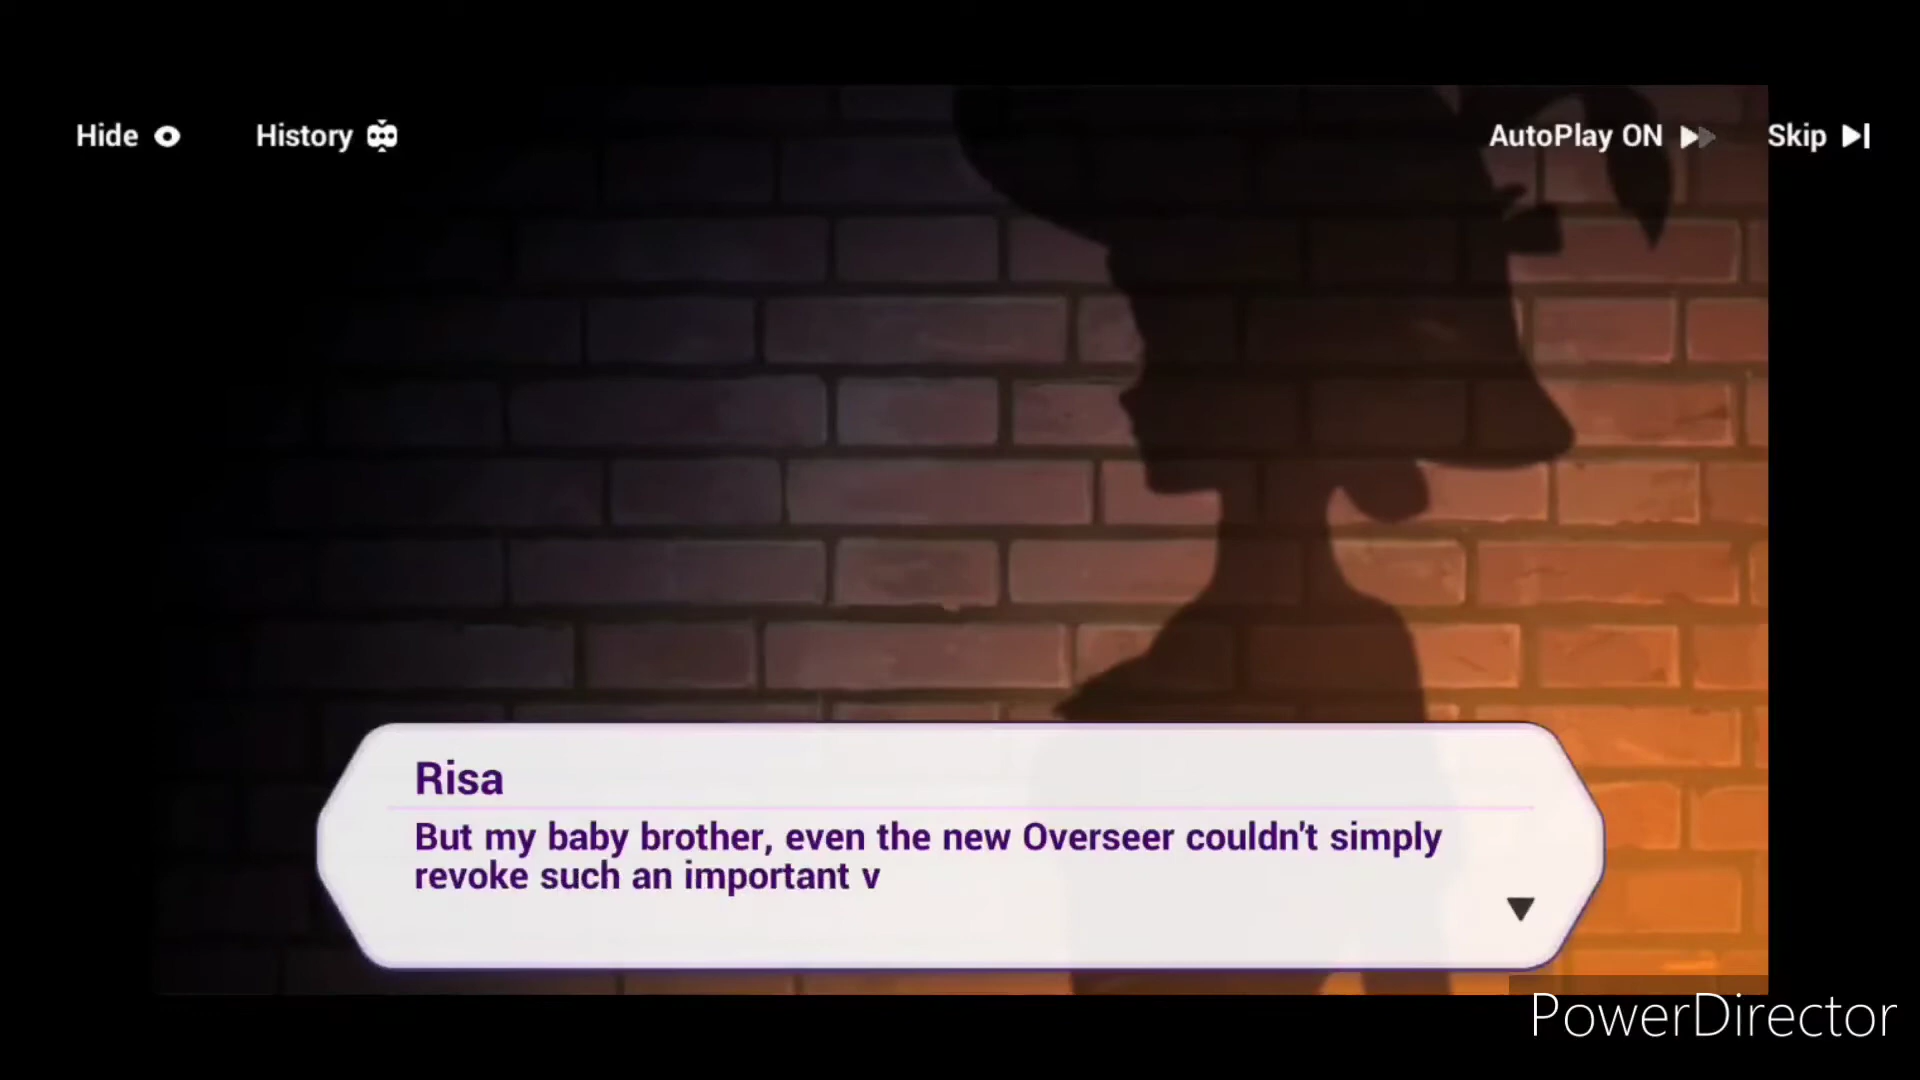 Hide
History
AutoPlay ON
Skip
Risa
But my baby brother, even the new Overseer couldn't simply
revoke such an important v
PowerDirector